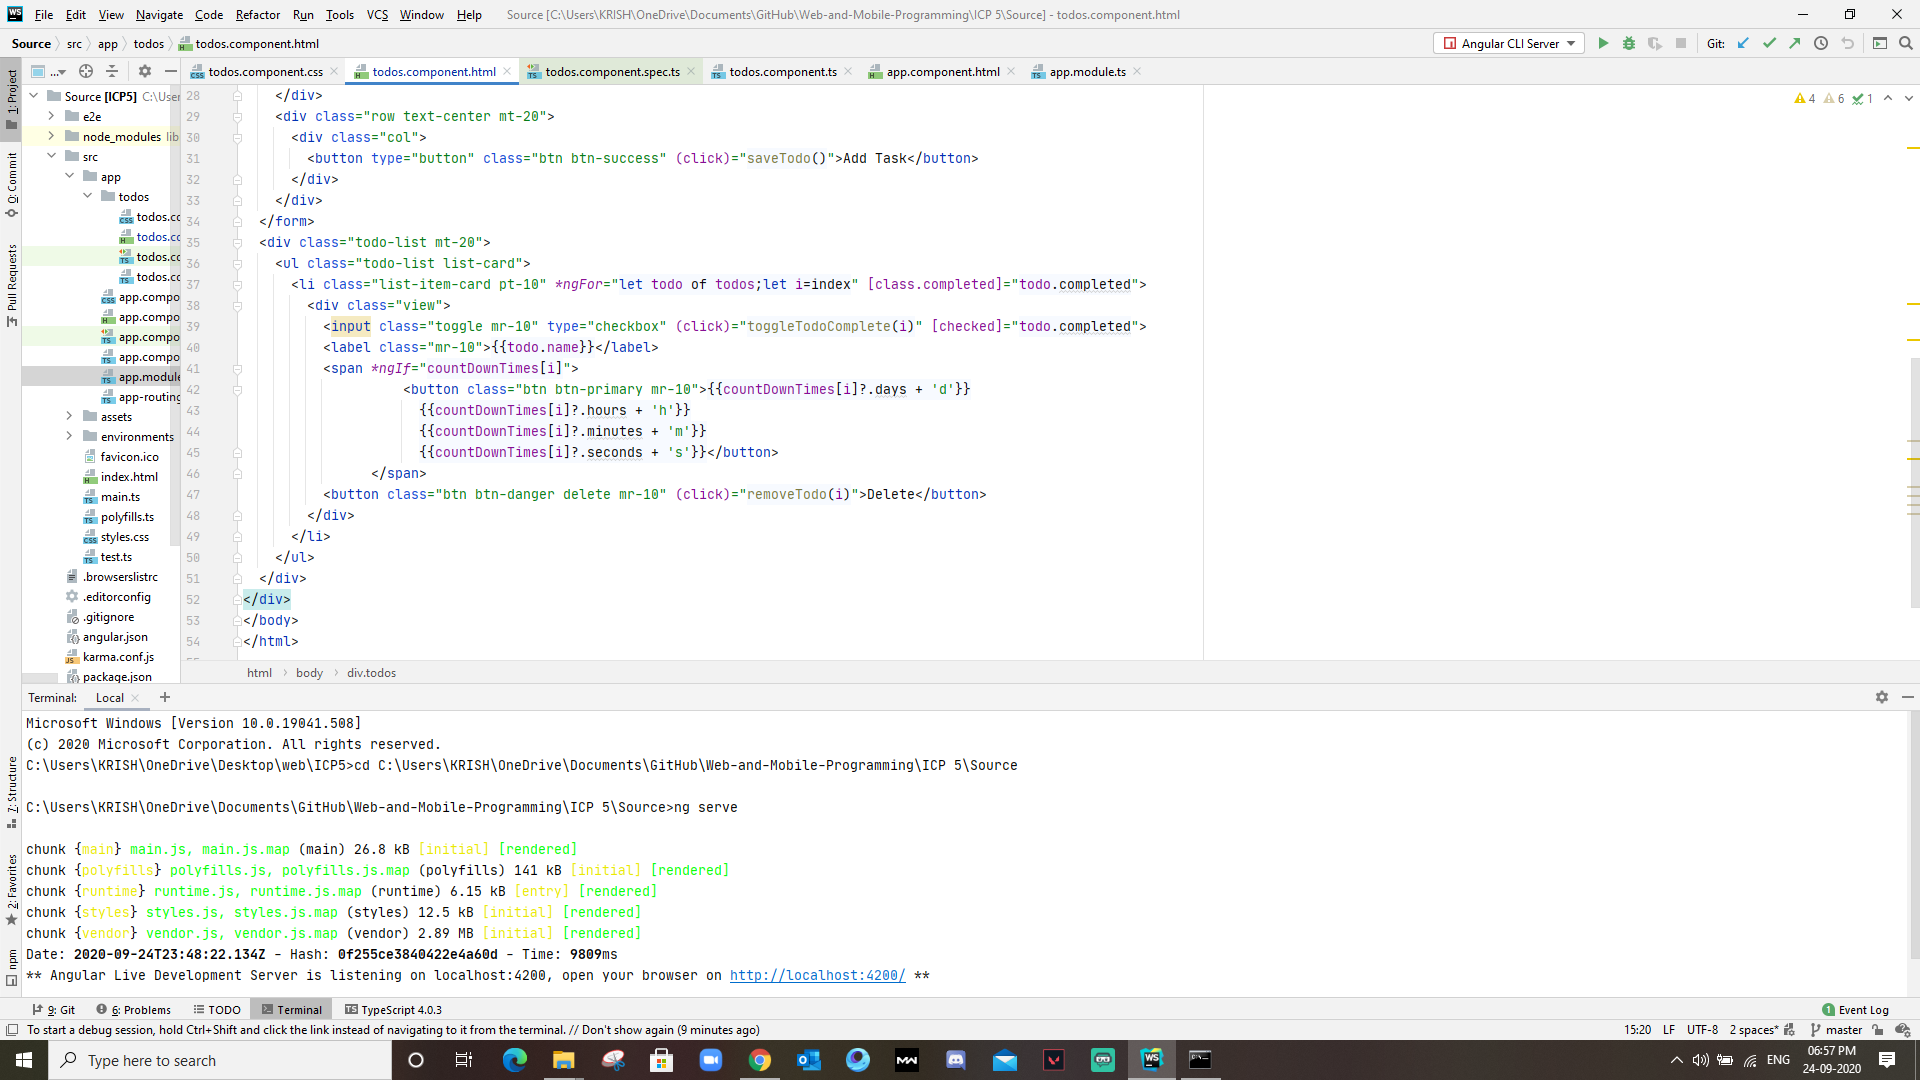 WS File Edit View Navigate Code Refactor Run Tools VCS Window Help Source [C:\Users\KRISH\OneDrive\Documents\GitHub\Web-and-Mobile-Programming\ICP 5\Source] - todos.component.html
Source src app todos todos.component.html Angular CLI Server Git:
todos.component.css todos.component.html todos.component.spec.ts todos.component.ts app.component.html app.module.ts
1: Project
0: Commit
Pull Requests
7: Structure
2: Favorites
npm
Source [ICP5] C:\User
e2e
node_modules lib
src
app
todos
todos.co
todos.co
todos.co
todos.co
app.compo
app.compo
app.compo
app.compo
app.module
app-routing
assets
environments
favicon.ico
index.html
main.ts
polyfills.ts
styles.css
test.ts
.browserslistrc
.editorconfig
.gitignore
angular.json
karma.conf.js
package.json
4 6 1
28 </div>
29 <div class="row text-center mt-20">
30 <div class="col">
31 <button type="button" class="btn btn-success" (click)="saveTodo()">Add Task</button>
32 </div>
33 </div>
34 </form>
35 <div class="todo-list mt-20">
36 <ul class="todo-list list-card">
37 <li class="list-item-card pt-10" *ngFor="let todo of todos;let i=index" [class.completed]="todo.completed">
38 <div class="view">
39 <input class="toggle mr-10" type="checkbox" (click)="toggleTodoComplete(i)" [checked]="todo.completed">
40 <label class="mr-10">{{todo.name}}</label>
41 <span *ngIf="countDownTimes[i]">
42 <button class="btn btn-primary mr-10">{{countDownTimes[i]?.days + 'd'}}
43 {{countDownTimes[i]?.hours + 'h'}}
44 {{countDownTimes[i]?.minutes + 'm'}}
45 {{countDownTimes[i]?.seconds + 's'}}</button>
46 </span>
47 <button class="btn btn-danger delete mr-10" (click)="removeTodo(i)">Delete</button>
48 </div>
49 </li>
50 </ul>
51 </div>
52 </div>
53 </body>
54 </html>
html body div.todos
Terminal: Local
Microsoft Windows [Version 10.0.19041.508]
(c) 2020 Microsoft Corporation. All rights reserved.
C:\Users\KRISH\OneDrive\Desktop\web\ICP5>cd C:\Users\KRISH\OneDrive\Documents\GitHub\Web-and-Mobile-Programming\ICP 5\Source
C:\Users\KRISH\OneDrive\Documents\GitHub\Web-and-Mobile-Programming\ICP 5\Source>ng serve
chunk {main} main.js, main.js.map (main) 26.8 kB [initial] [rendered]
chunk {polyfills} polyfills.js, polyfills.js.map (polyfills) 141 kB [initial] [rendered]
chunk {runtime} runtime.js, runtime.js.map (runtime) 6.15 kB [entry] [rendered]
chunk {styles} styles.js, styles.js.map (styles) 12.5 kB [initial] [rendered]
chunk {vendor} vendor.js, vendor.js.map (vendor) 2.89 MB [initial] [rendered]
Date: 2020-09-24T23:48:22.134Z - Hash: 0f255ce3840422e4a60d - Time: 9809ms
** Angular Live Development Server is listening on localhost:4200, open your browser on http://localhost:4200/ **
9: Git 6: Problems TODO Terminal TypeScript 4.0.3 1 Event Log
To start a debug session, hold Ctrl+Shift and click the link instead of navigating to it from the terminal. // Don't show again (9 minutes ago) 15:20 LF UTF-8 2 spaces* master
Type here to search ENG 06:57 PM
24-09-2020